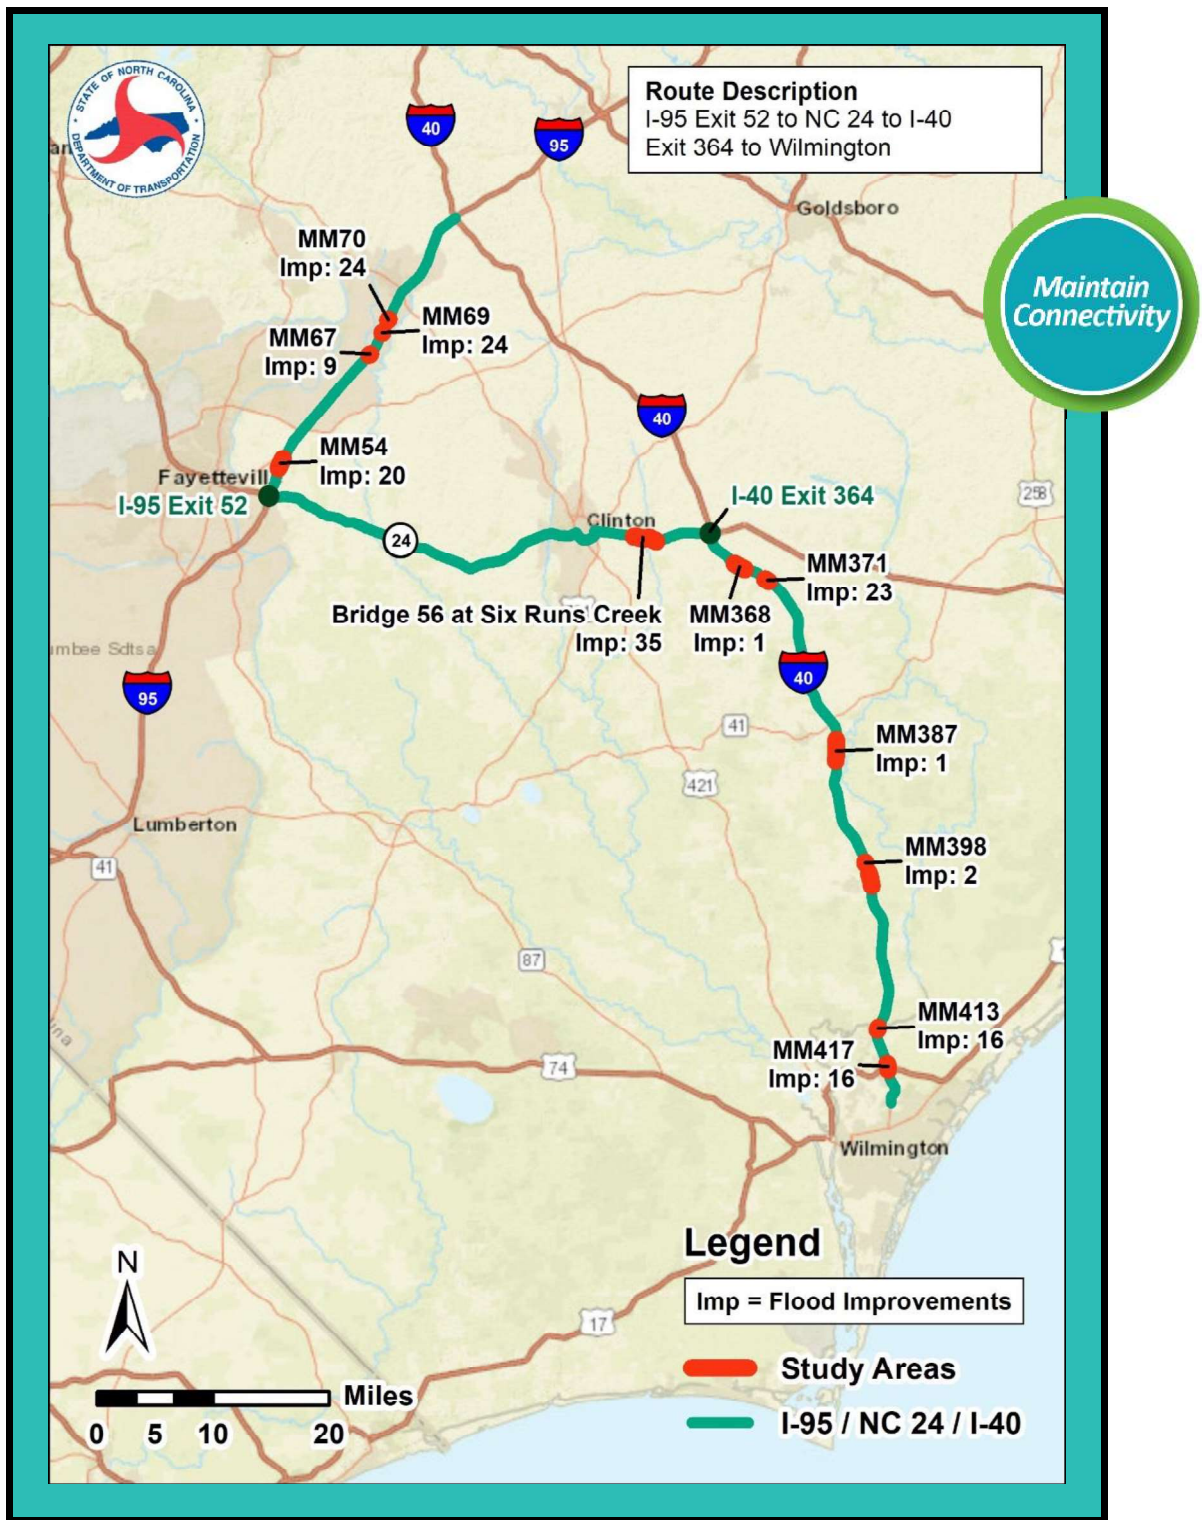 STATE OF NORTH CAROLINA
DEPARTMENT OF TRANSPORTATION
Route Description
I-95 Exit 52 to NC 24 to I-40
Exit 364 to Wilmington
40
95
Goldsboro
Maintain
Connectivity
MM70
Imp: 24
MM69
Imp: 24
MM67
Imp: 9
40
MM54
Imp: 20
Fayettevill
I-95 Exit 52
I-40 Exit 364
258
Clinton
24
MM371
Imp: 23
Bridge 56 at Six Runs Creek
Imp: 35
MM368
Imp: 1
umbee Sdtsa
95
40
41
MM387
Imp: 1
421
Lumberton
41
MM398
Imp: 2
87
MM413
Imp: 16
MM417
Imp: 16
74
Wilmington
Legend
Imp = Flood Improvements
N
17
Study Areas
Miles
I-95 / NC 24 / I-40
0 5 10 20